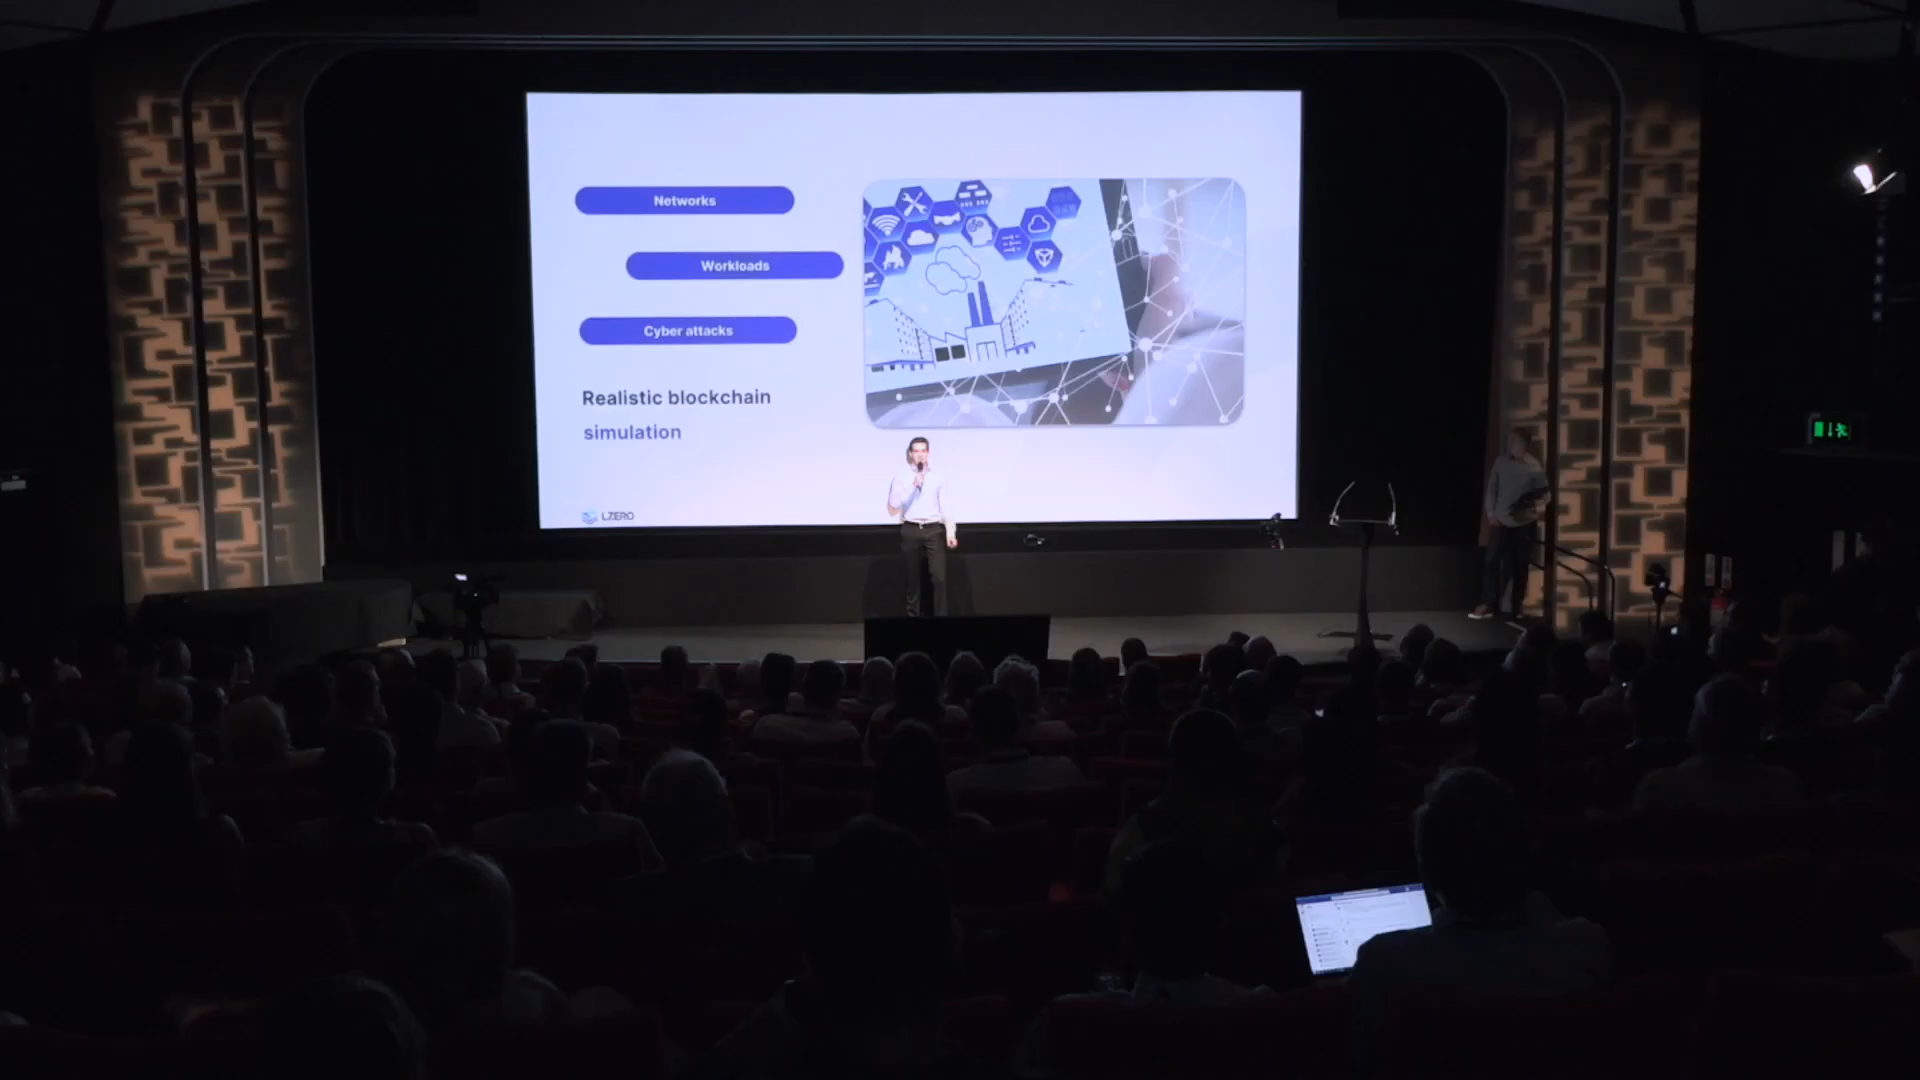 Networks
Workloads
Cyber attacks
Realistic blockchain
simulation
LZERO